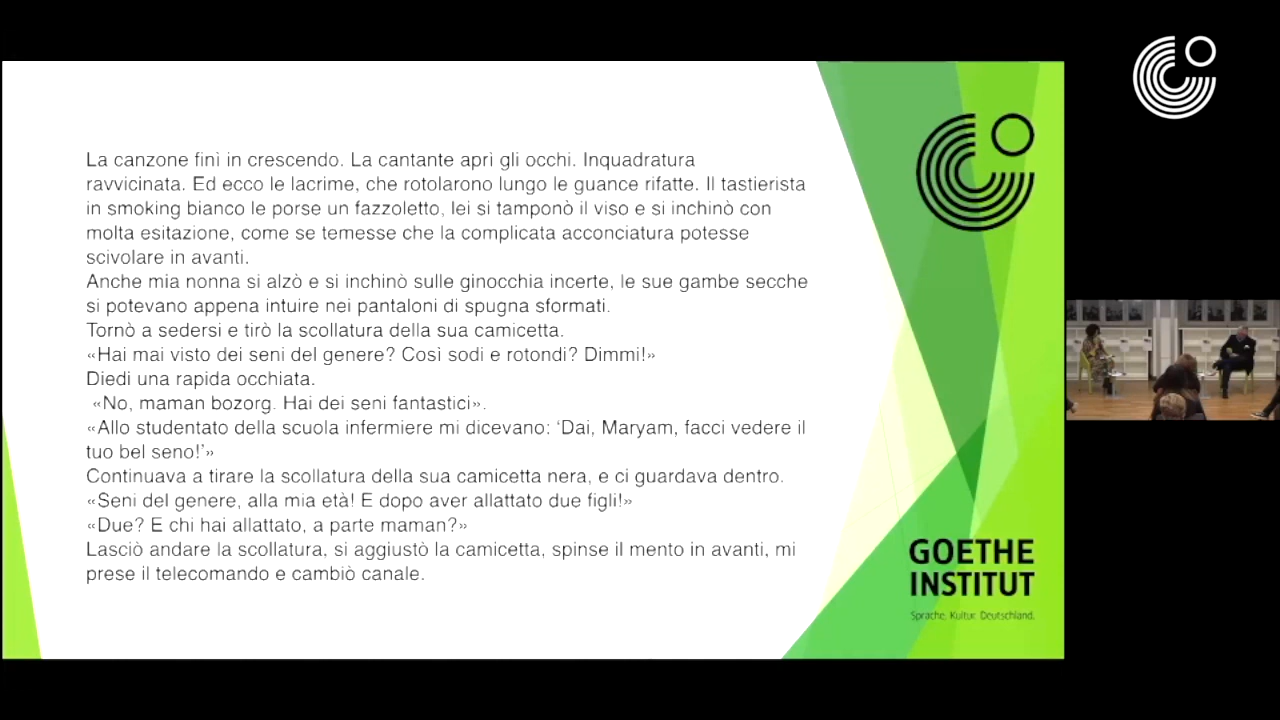 La canzone finì in crescendo. La cantante aprì gli occhi. Inquadratura
ravvicinata. Ed ecco le lacrime, che rotolarono lungo le guance rifatte. Il tastierista
in smoking bianco le porse un fazzoletto, lei si tamponò il viso e si inchinò con
molta esitazione, come se temesse che la complicata acconciatura potesse
scivolare in avanti.
Anche mia nonna si alzò e si inchinò sulle ginocchia incerte, le sue gambe secche
si potevano appena intuire nei pantaloni di spugna sformati.
Tornò a sedersi e tirò la scollatura della sua camicetta.
«Hai mai visto dei seni del genere? Così sodi e rotondi? Dimmi!»
Diedi una rapida occhiata.
«No, maman bozorg. Hai dei seni fantastici».
«Allo studentato della scuola infermiere mi dicevano: ‘Dai, Maryam, facci vedere il
tuo bel seno!’»
Continuava a tirare la scollatura della sua camicetta nera, e ci guardava dentro.
«Seni del genere, alla mia età! E dopo aver allattato due figli!»
«Due? E chi hai allattato, a parte maman?»
Lasciò andare la scollatura, si aggiustò la camicetta, spinse il mento in avanti, mi
prese il telecomando e cambiò canale.
GOETHE
INSTITUT
Sprache. Kultur. Deutschland.